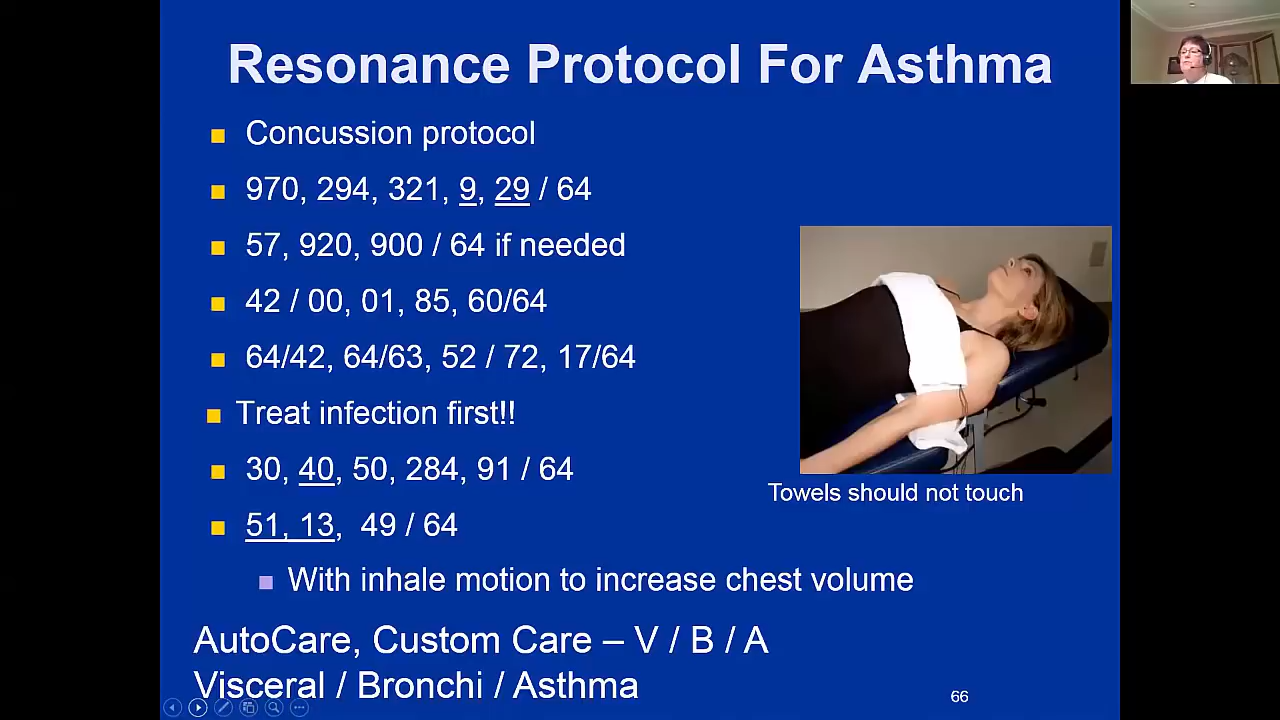 Resonance Protocol For Asthma
Concussion protocol
970, 294, 321, 9, 29 / 64
57, 920, 900 / 64 if needed
42 / 00, 01, 85, 60/64
64/42, 64/63, 52 / 72, 17/64
Treat infection first!!
30, 40, 50, 284, 91 / 64
51, 13,  49 / 64
With inhale motion to increase chest volume
Towels should not touch
AutoCare, Custom Care – V / B / A
Visceral / Bronchi / Asthma
66